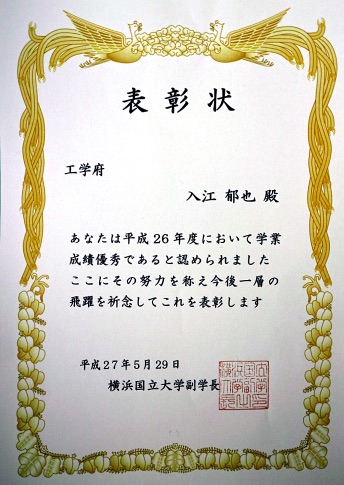 表彰状
工学府
入江 郁也 殿
あなたは平成26年度において学業
成績優秀であると認められました
ここにその努力を称え今後一層の
飛躍を祈念してこれを表彰します
平成27年5月29日
横浜国立大学副学長